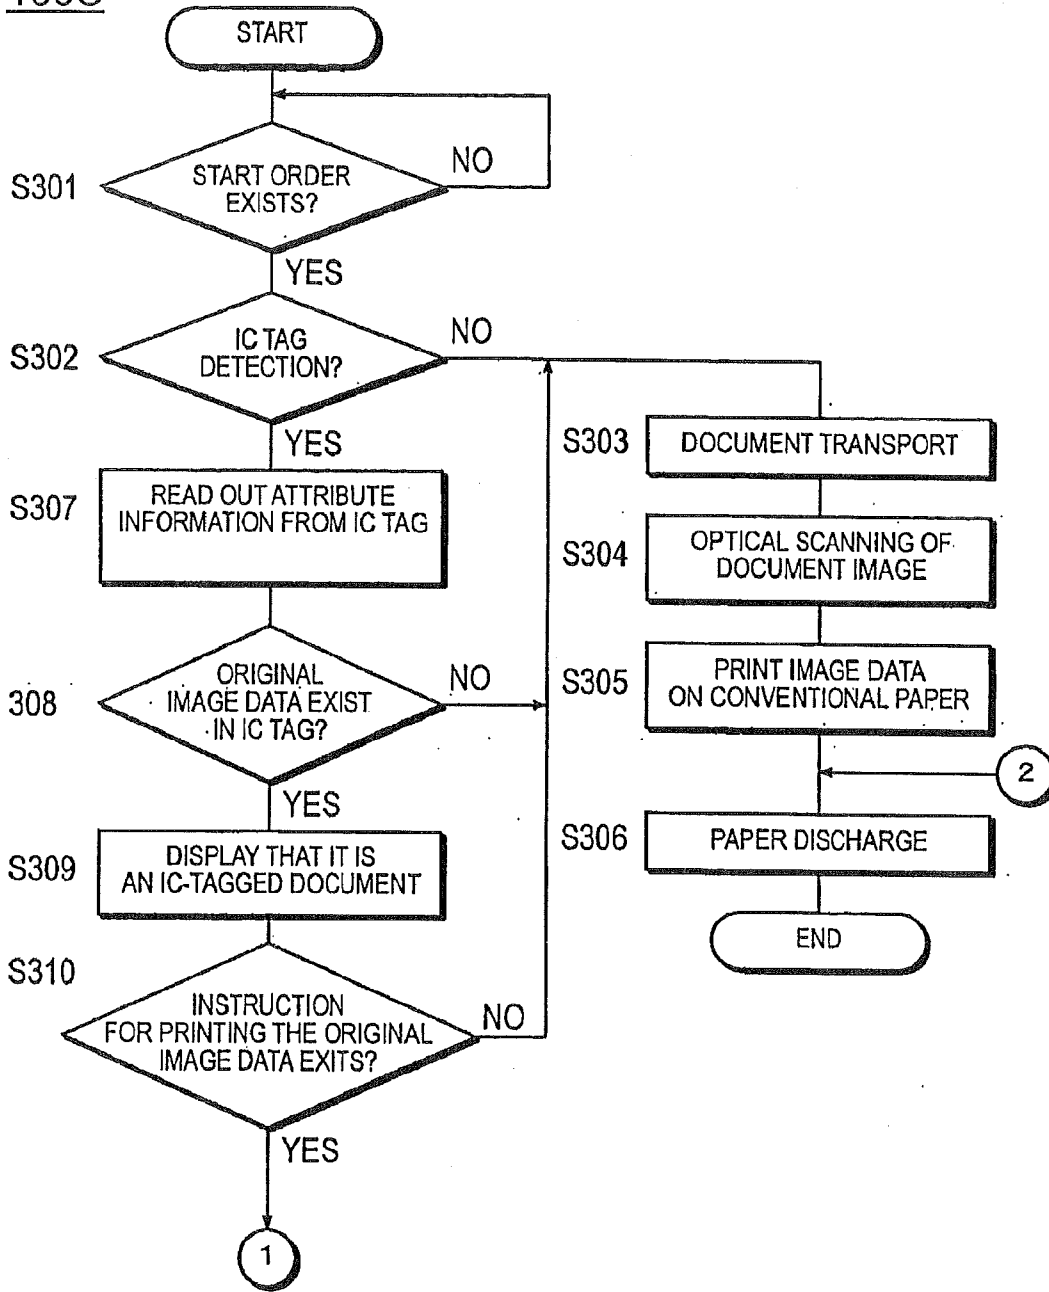 START
S301
START ORDER
EXISTS?
NO
YES
S302
IC TAG
DETECTION?
NO
YES
S307
READ OUT ATTRIBUTE
INFORMATION FROM IC TAG
308
ORIGINAL
IMAGE DATA EXIST
IN IC TAG?
NO
YES
S309
DISPLAY THAT IT IS
AN IC-TAGGED DOCUMENT
S310
INSTRUCTION
FOR PRINTING THE ORIGINAL
IMAGE DATA EXITS?
NO
YES
1
S303
DOCUMENT TRANSPORT
S304
OPTICAL SCANNING OF
DOCUMENT IMAGE
S305
PRINT IMAGE DATA
ON CONVENTIONAL PAPER
2
S306
PAPER DISCHARGE
END